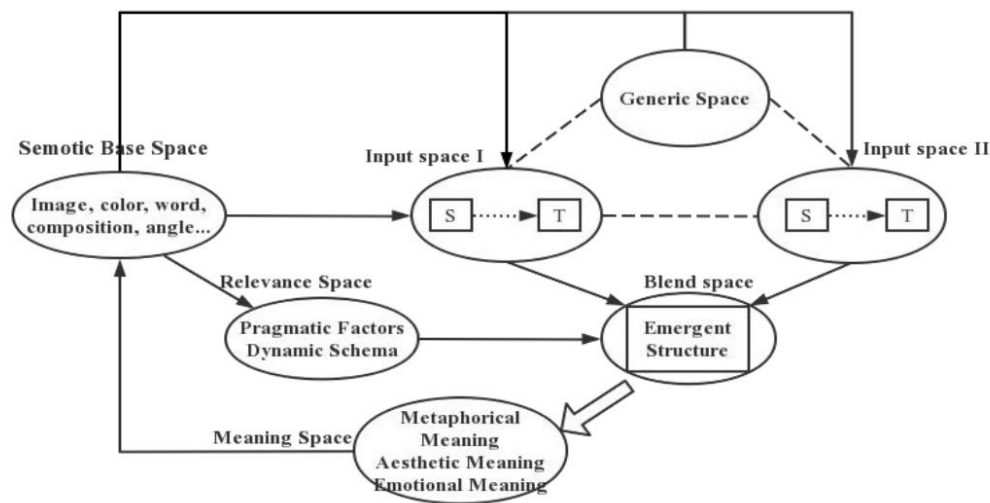 Generic Space
Semotic Base Space
Input space I
Input space II
Image, color, word,
composition, angle...
S
T
S
T
Relevance Space
Blend space
Pragmatic Factors
Dynamic Schema
Emergent
Structure
Metaphorical
Meaning
Aesthetic Meaning
Emotional Meaning
Meaning Space